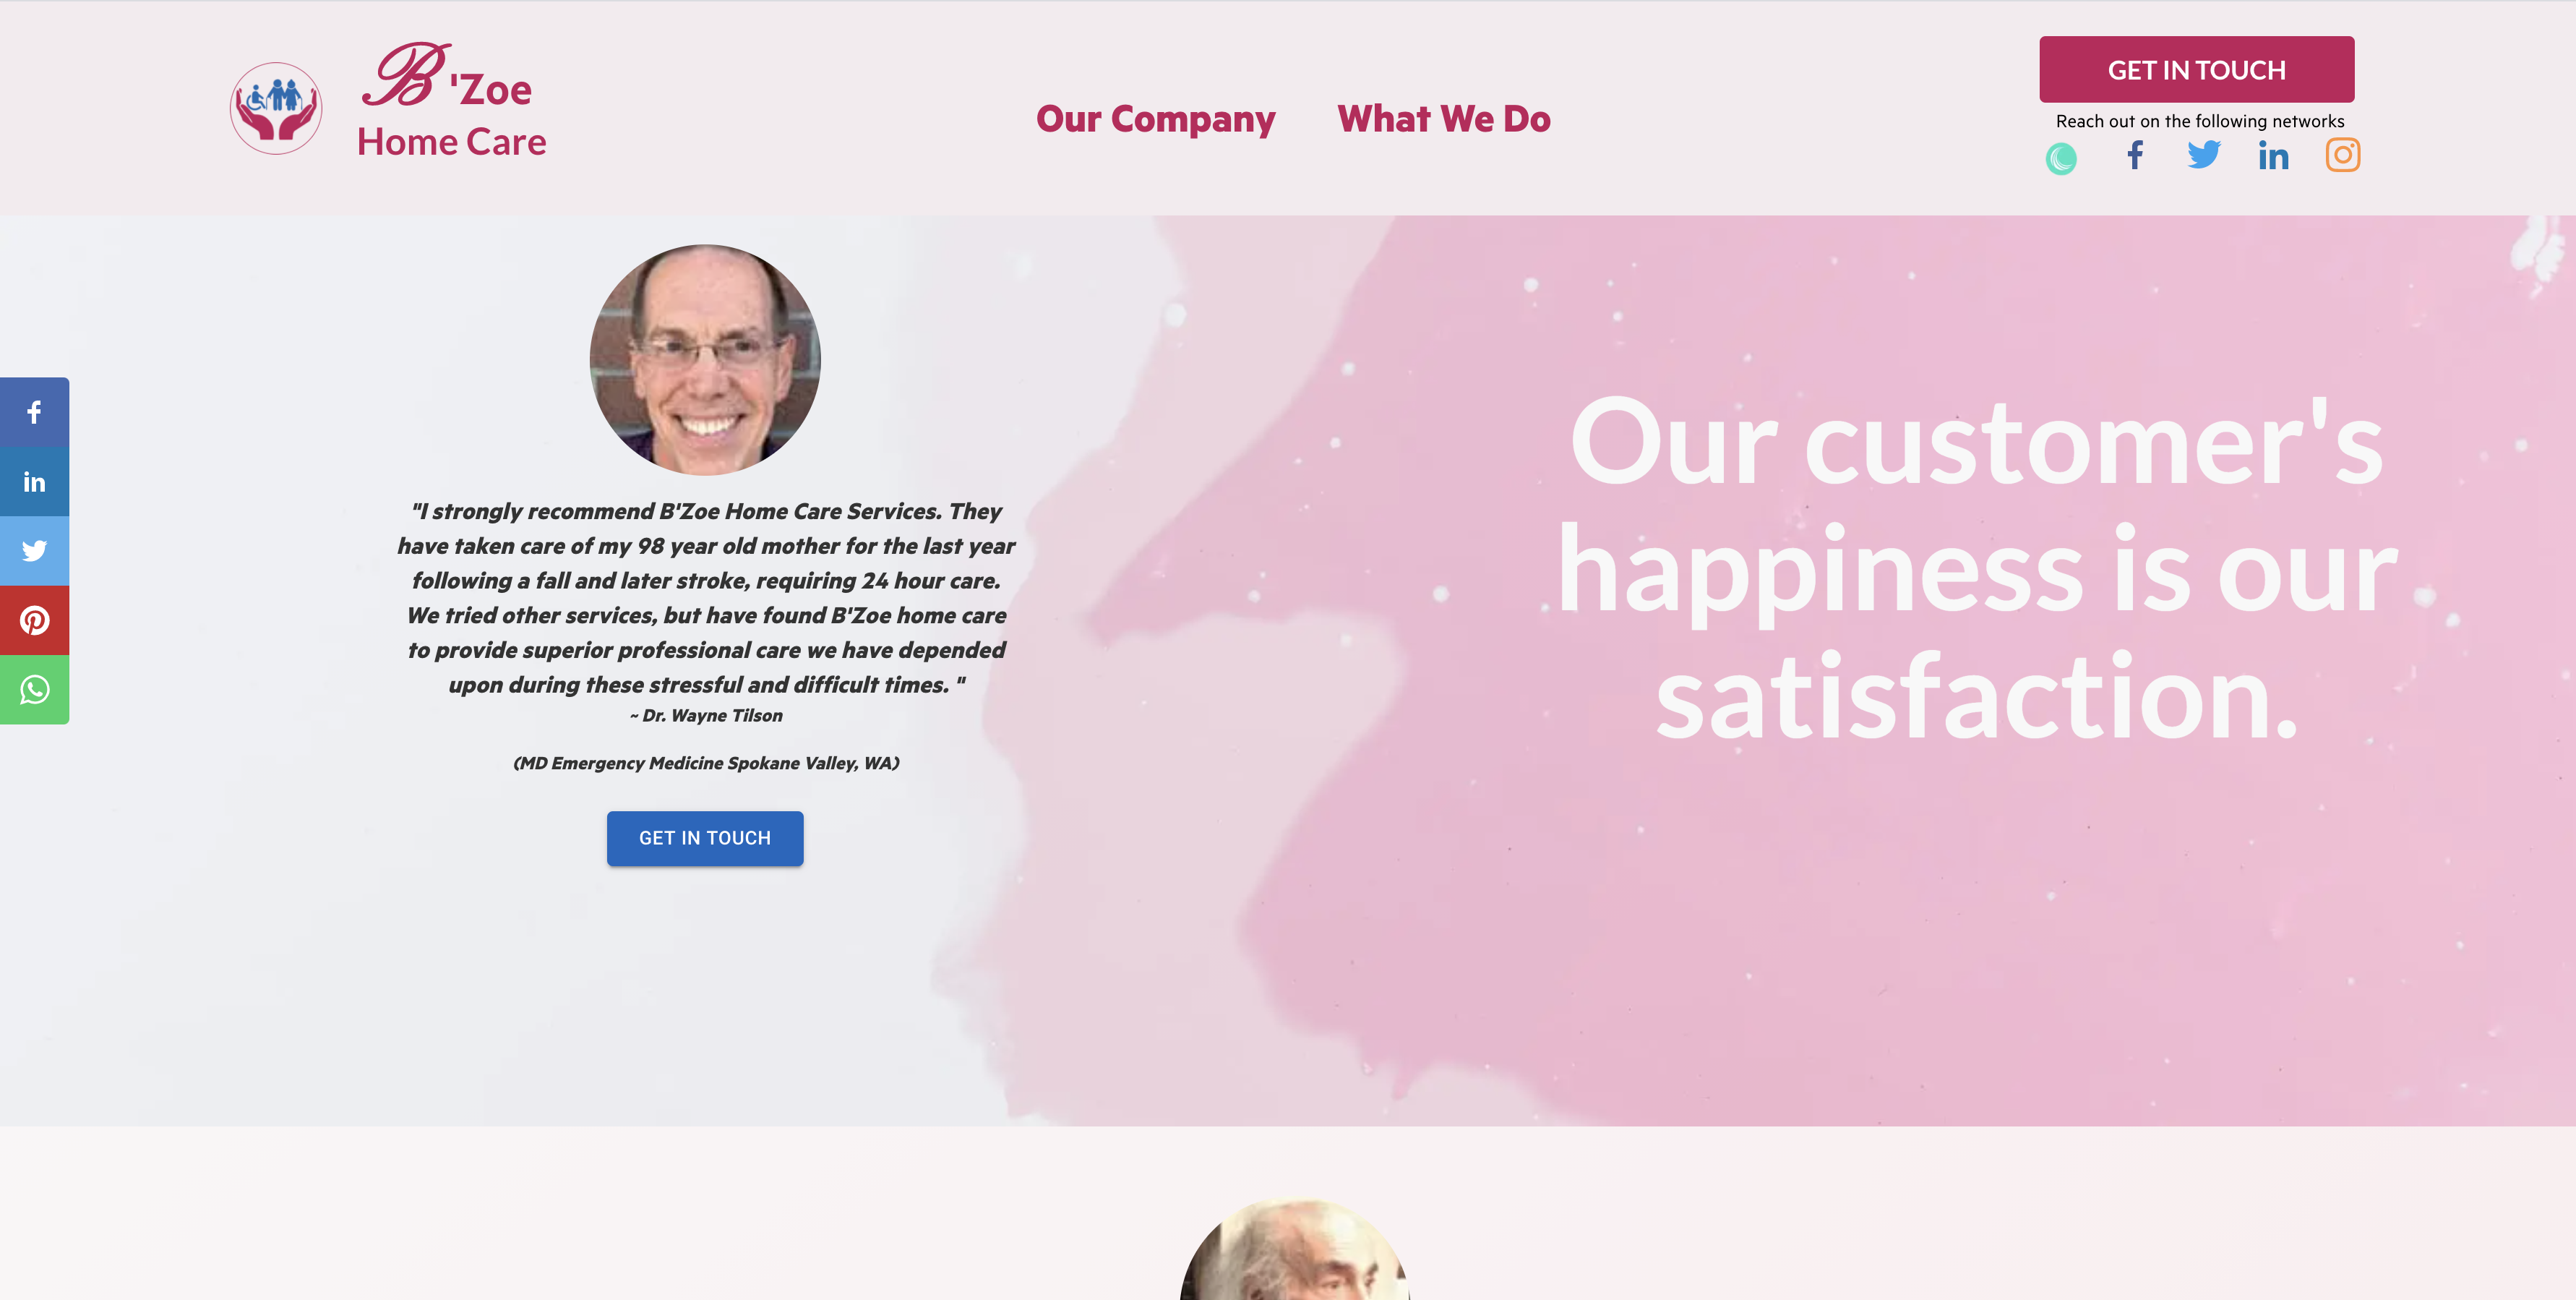 B'Zoe
Home Care
Our Company
What We Do
GET IN TOUCH
Reach out on the following networks
"I strongly recommend B'Zoe Home Care Services. They
have taken care of my 98 year old mother for the last year
following a fall and later stroke, requiring 24 hour care.
We tried other services, but have found B'Zoe home care
to provide superior professional care we have depended
upon during these stressful and difficult times. "
~ Dr. Wayne Tilson
(MD Emergency Medicine Spokane Valley, WA)
GET IN TOUCH
Our customer's
happiness is our
satisfaction.